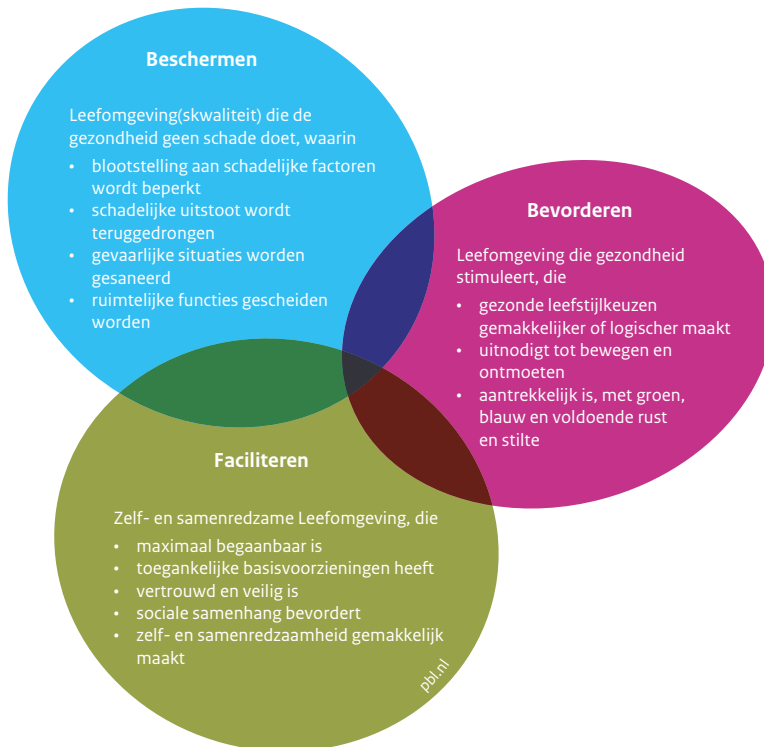 Beschermen
Leefomgeving(skwaliteit) die de
gezondheid geen schade doet, waarin
• blootstelling aan schadelijke factoren
wordt beperkt
• schadelijke uitstoot wordt
teruggedrongen
• gevaarlijke situaties worden
gesaneerd
• ruimtelijke functies gescheiden
worden
Bevorderen
Leefomgeving die gezondheid
stimuleert, die
• gezonde leefstijlkeuzen
gemakkelijker of logischer maakt
• uitnodigt tot bewegen en
ontmoeten
• aantrekkelijk is, met groen,
blauw en voldoende rust
en stilte
Faciliteren
Zelf- en samenredzame Leefomgeving, die
• maximaal begaanbaar is
• toegankelijke basisvoorzieningen heeft
• vertrouwd en veilig is
• sociale samenhang bevordert
• zelf- en samenredzaamheid gemakkelijk
maakt
pbl.nl